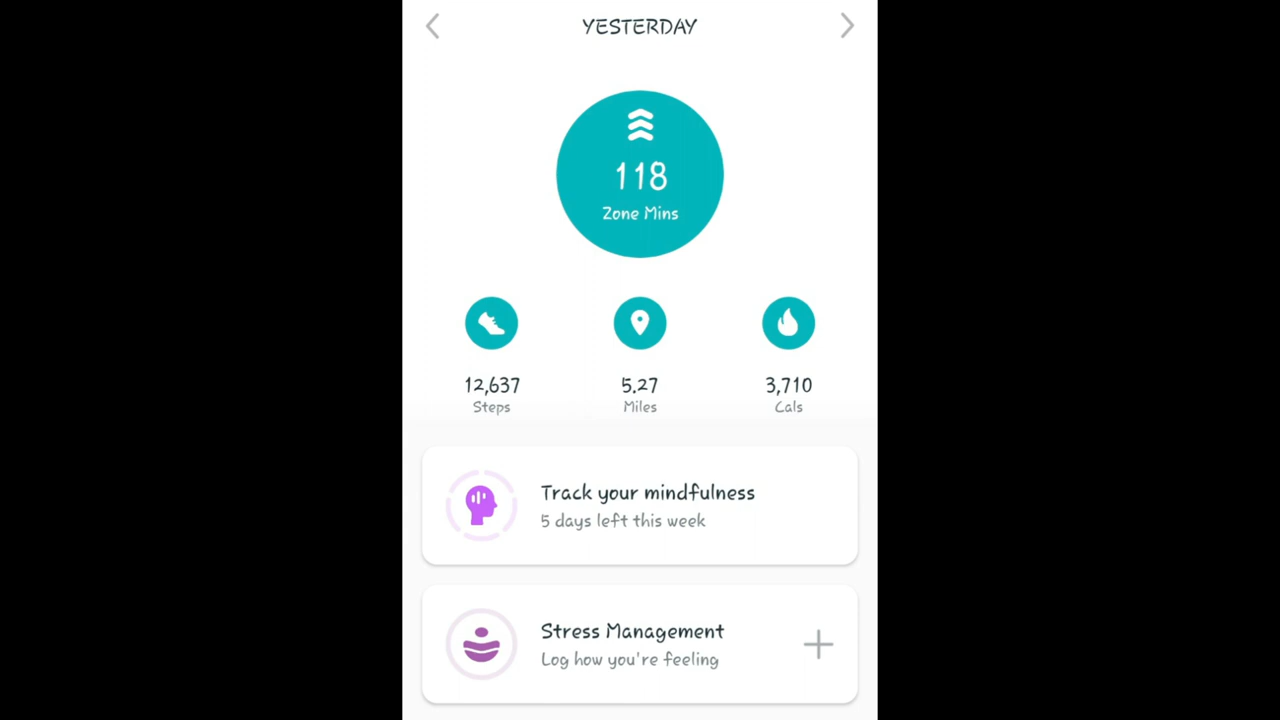 YESTERDAY
118
Zone Mins
12,637 5.27 3,710
Steps Miles Cals
Track your mindfulness
5 days left this week
Stress Management
Log how you're feeling